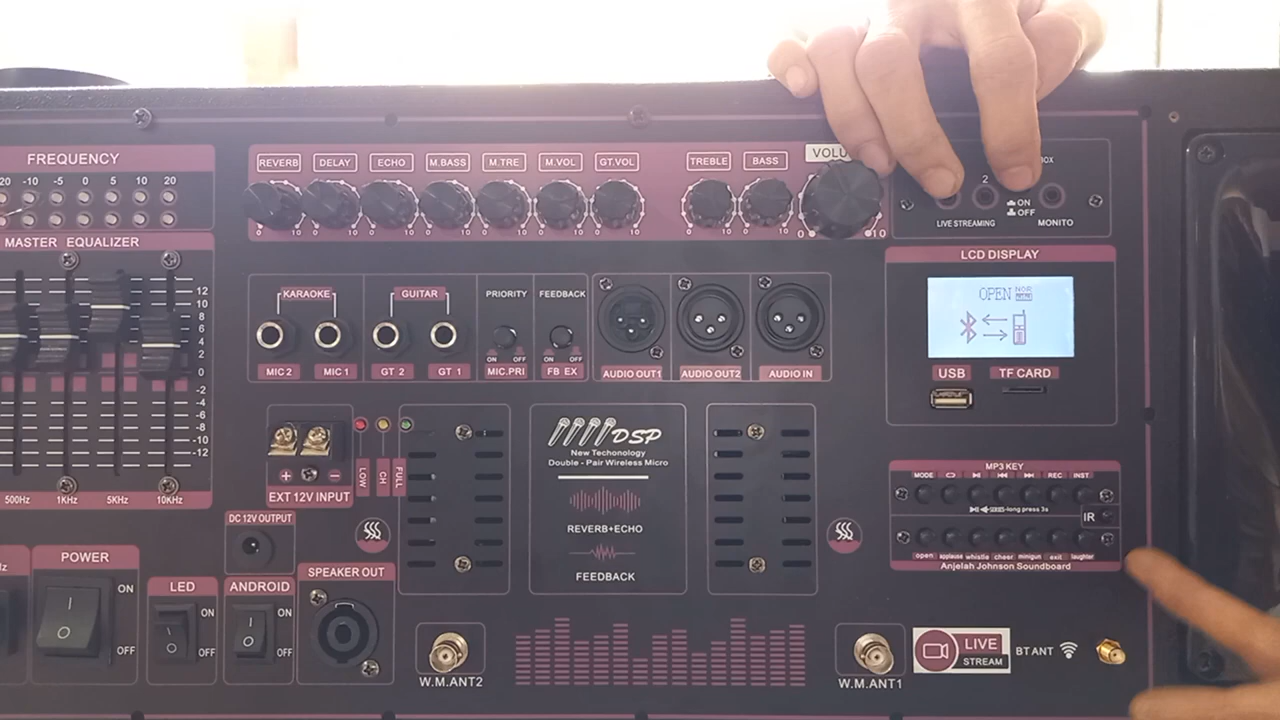 FREQUENCY
20 -10 -5 0 5 10 20
MASTER EQUALIZER
12
10
8
6
4
2
0
-2
-4
-6
-8
-10
-12
500Hz 1KHz 5KHz 10KHz
REVERB DELAY ECHO M.BASS M.TRE M.VOL GT.VOL TREBLE BASS VOLU
0 10 0 10 0 10 0 10 0 10 0 10 0 10 0 10 0 10 0 10
2
ON
OFF
LIVE STREAMING
MONITO
KARAOKE
GUITAR
PRIORITY
FEEDBACK
ON OFF
ON OFF
MIC 2 MIC 1 GT 2 GT 1 MIC.PRI FB EX
AUDIO OUT1 AUDIO OUT2 AUDIO IN
LCD DISPLAY
OPEN NOR
USB TF CARD
EXT 12V INPUT
LOW CH FULL
DSP
New Techonology
Double - Pair Wireless Micro
REVERB+ECHO
FEEDBACK
MP3 KEY
MODE REC INST
-long press 3s
IR
open applause whistle cheer minigun exit laughter
Anjelah Johnson Soundboard
DC 12V OUTPUT
POWER
ON
OFF
LED
ON
OFF
ANDROID
ON
OFF
SPEAKER OUT
W.M.ANT2
W.M.ANT1
LIVE
STREAM
BT ANT